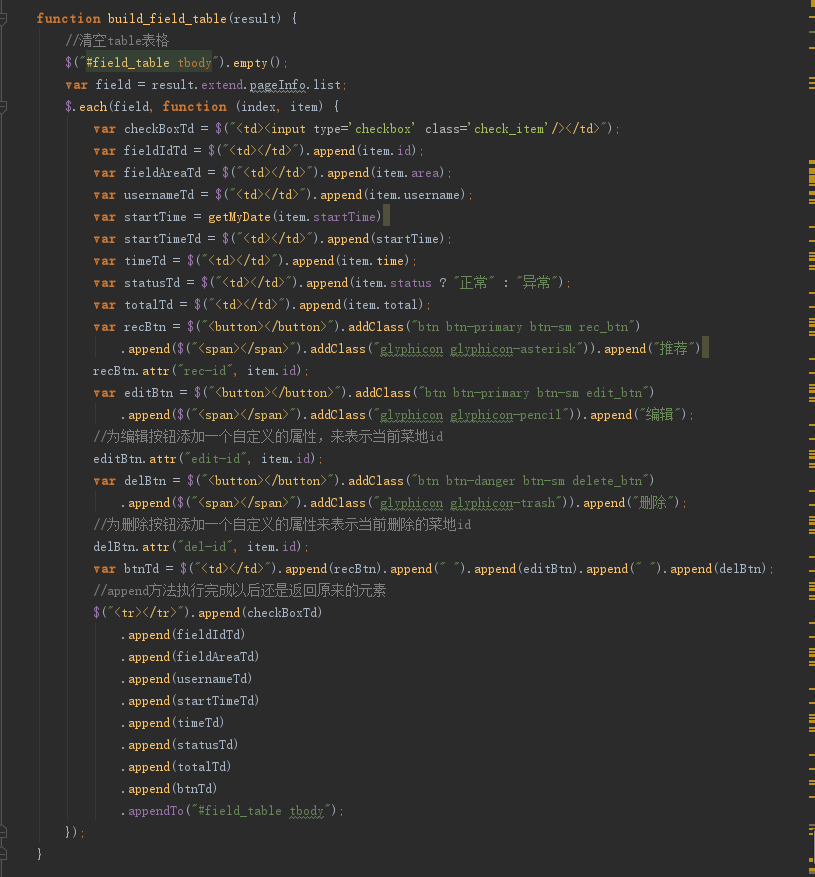 function build_field_table(result) {
//清空table表格
$("#field_table tbody").empty();
var field = result.extend.pageInfo.list;
$.each(field, function (index, item) {
var checkBoxTd = $("<td><input type='checkbox' class='check_item'/></td>");
var fieldIdTd = $("<td></td>").append(item.id);
var fieldAreaTd = $("<td></td>").append(item.area);
var usernameTd = $("<td></td>").append(item.username);
var startTime = getMyDate(item.startTime)
var startTimeTd = $("<td></td>").append(startTime);
var timeTd = $("<td></td>").append(item.time);
var statusTd = $("<td></td>").append(item.status ? "正常" : "异常");
var totalTd = $("<td></td>").append(item.total);
var recBtn = $("<button></button>").addClass("btn btn-primary btn-sm rec_btn")
.append($("<span></span>").addClass("glyphicon glyphicon-asterisk")).append("推荐")
recBtn.attr("rec-id", item.id);
var editBtn = $("<button></button>").addClass("btn btn-primary btn-sm edit_btn")
.append($("<span></span>").addClass("glyphicon glyphicon-pencil")).append("编辑");
//为编辑按钮添加一个自定义的属性，来表示当前菜地id
editBtn.attr("edit-id", item.id);
var delBtn = $("<button></button>").addClass("btn btn-danger btn-sm delete_btn")
.append($("<span></span>").addClass("glyphicon glyphicon-trash")).append("删除");
//为删除按钮添加一个自定义的属性来表示当前删除的菜地id
delBtn.attr("del-id", item.id);
var btnTd = $("<td></td>").append(recBtn).append(" ").append(editBtn).append(" ").append(delBtn);
//append方法执行完成以后还是返回原来的元素
$("<tr></tr>").append(checkBoxTd)
.append(fieldIdTd)
.append(fieldAreaTd)
.append(usernameTd)
.append(startTimeTd)
.append(timeTd)
.append(statusTd)
.append(totalTd)
.append(btnTd)
.appendTo("#field_table tbody");
});
}